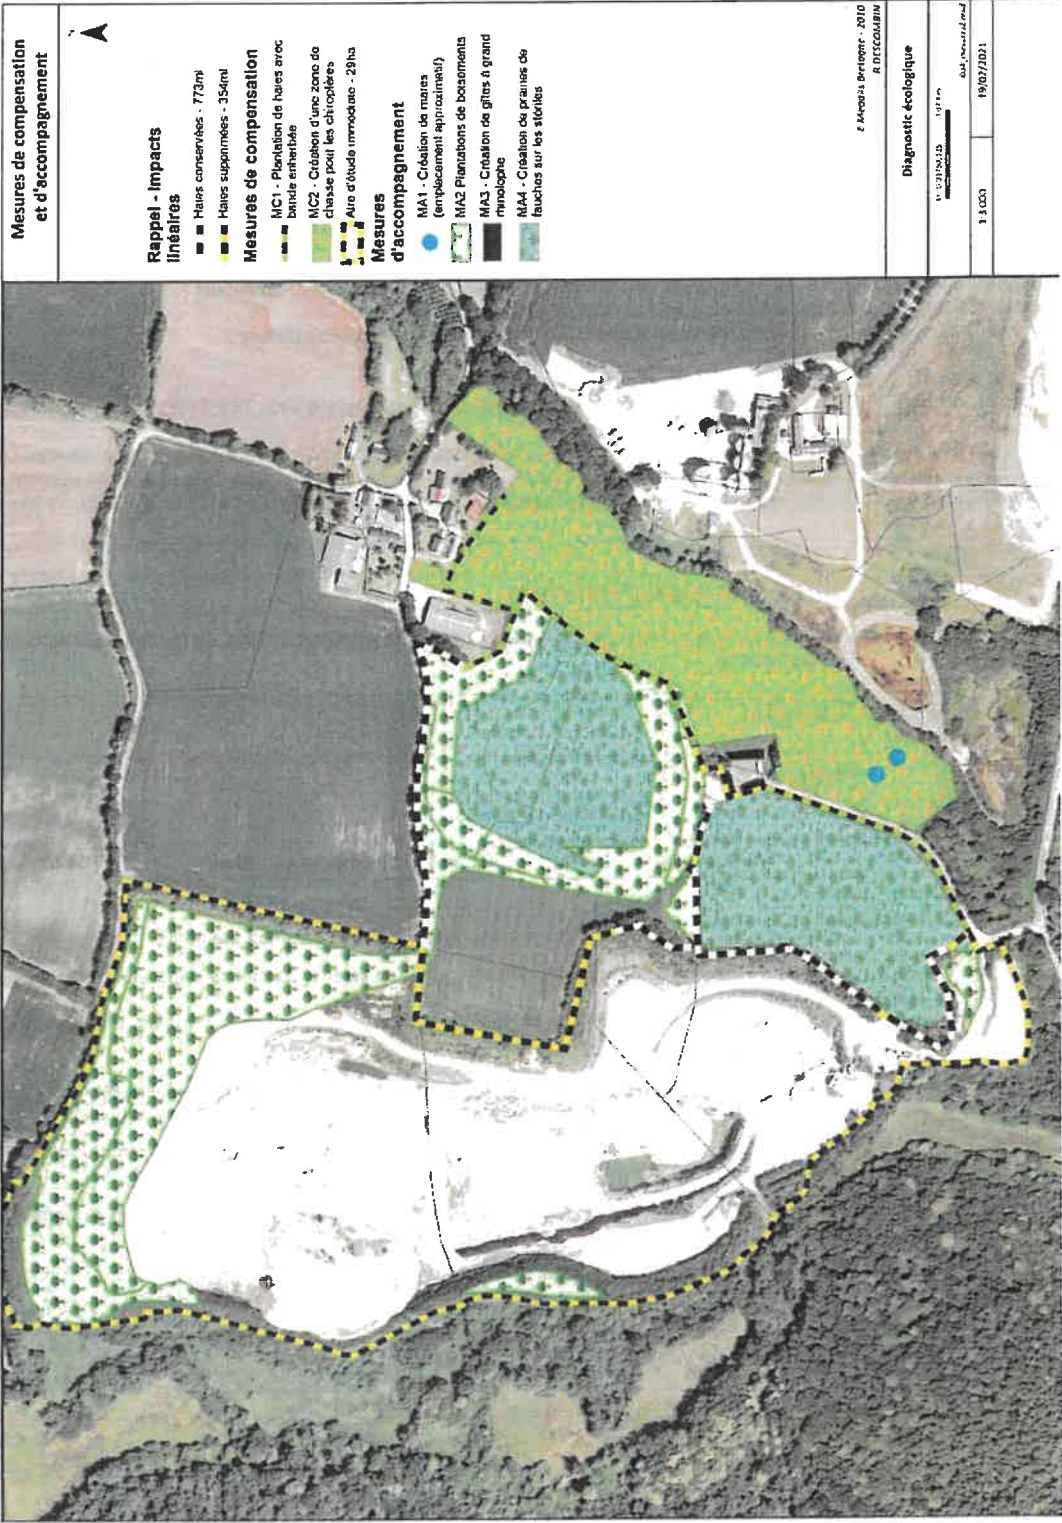 Mesures de compensation
et d'accompagnement
Rappel - Impacts
linéaires
Haies conservées - 773ml
Haies supprimées - 354ml
Mesures de compensation
MC1 - Plantation de haies avec
bande enherbée
MC2 - Création d'une zone de
chasse pour les chiroptères
Aire d'étude immédiate - 29ha
Mesures
d'accompagnement
MA1 - Création de mares
(emplacement approximatif)
MA2 Plantations de boisements
MA3 - Création de gîtes à grand
rhinolophe
MA4 - Création de prairies de
fauches sur les stériles
Bretagne - 2010
R DESCOMBIN
Diagnostic écologique
19/02/2021